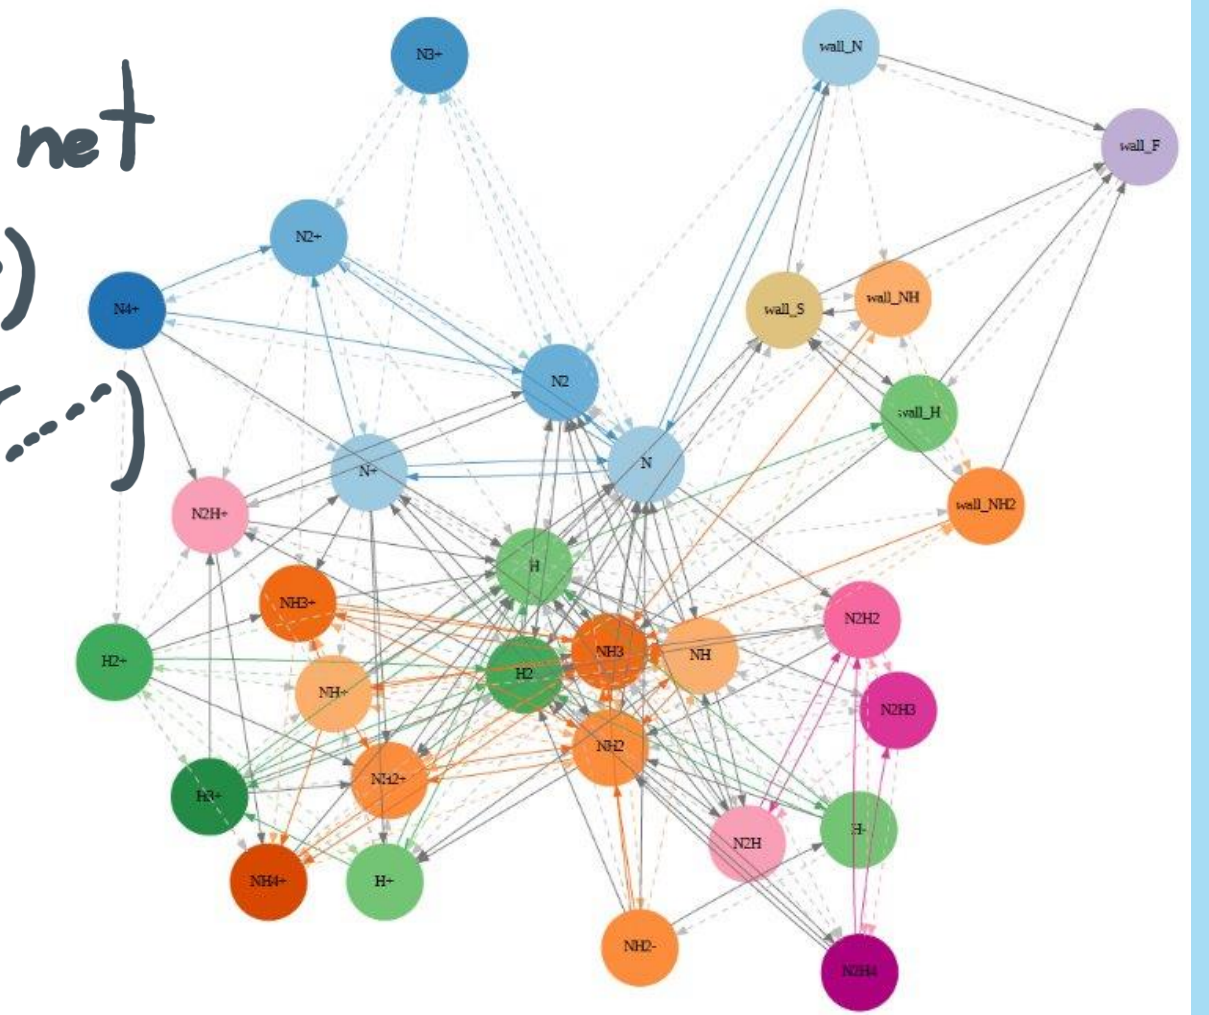 N3+
wall_N
net
wall_F
N2+
)
N4+
wall_S
wall_NH
N2
)
wall_H
N+
N
N2H+
wall_NH2
H
NH3+
N2H2
H2+
NH3
NH
H2
NH+
N2H3
NH2
NH2+
H3+
H-
N2H
NH4+
H+
NH2-
N2H4